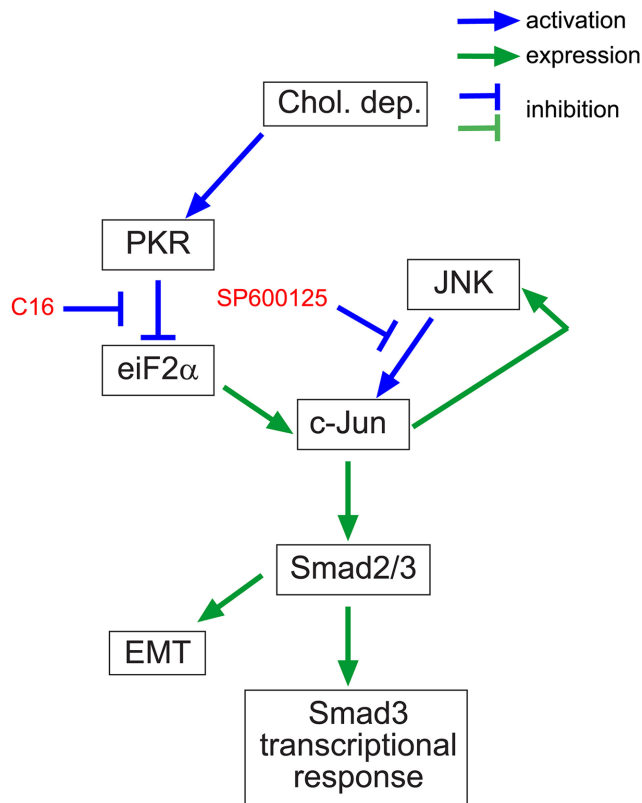 activation
expression
inhibition
Chol. dep.
PKR
C16
SP600125
JNK
eiF2α
c-Jun
Smad2/3
EMT
Smad3
transcriptional
response